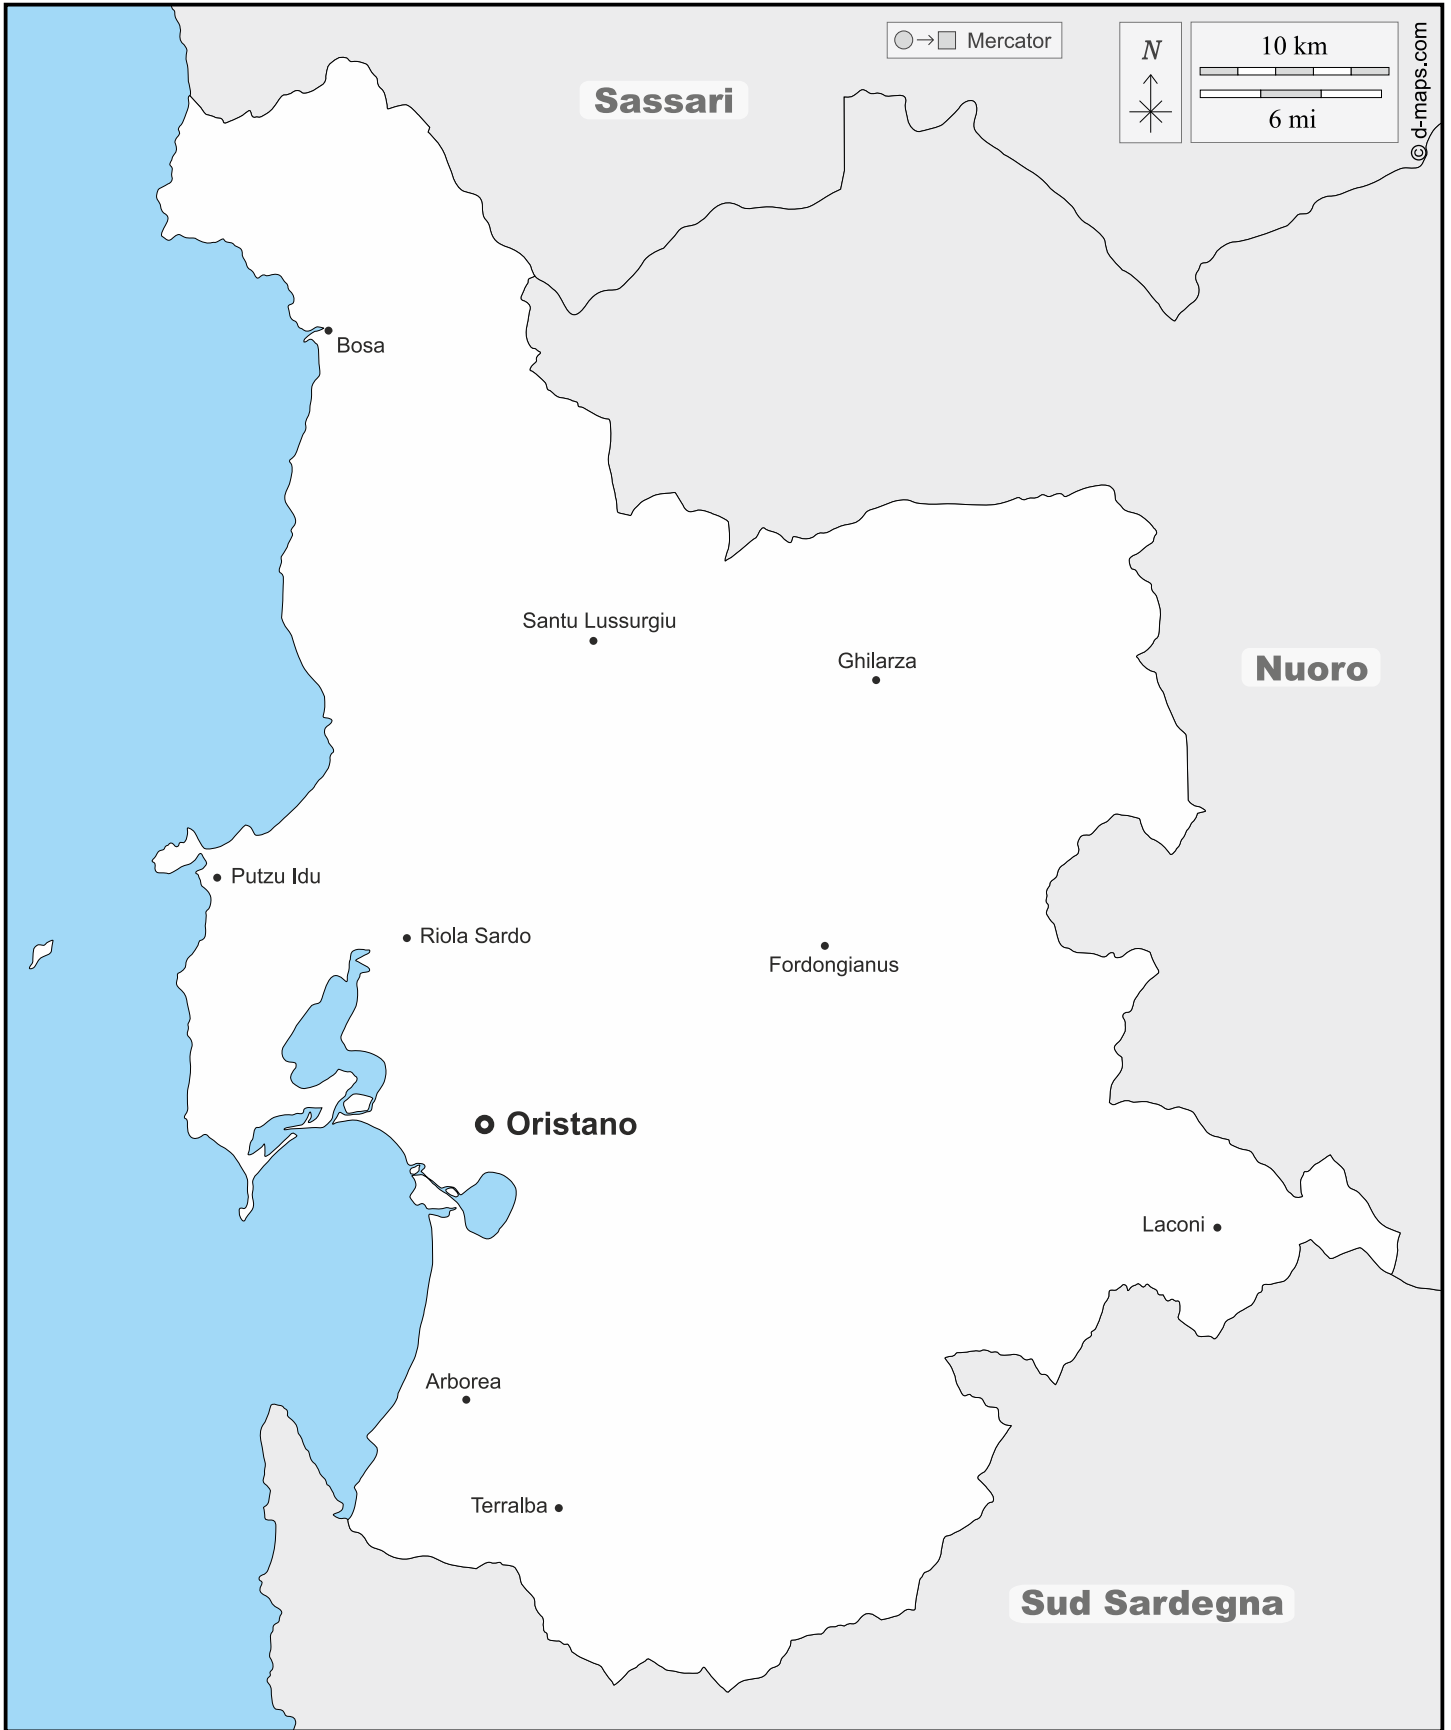 Mercator
N
10 km
6 mi
© d-maps.com
Sassari
Bosa
Santu Lussurgiu
Ghilarza
Nuoro
Putzu Idu
Riola Sardo
Fordongianus
Oristano
Laconi
Arborea
Terralba
Sud Sardegna